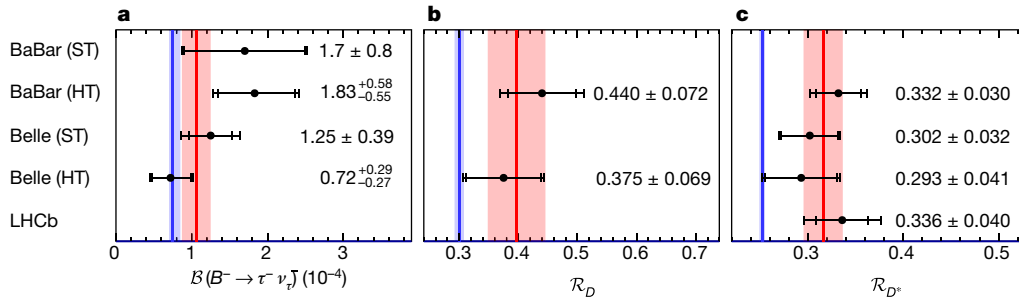 a b c
BaBar (ST) 1.7 ± 0.8
BaBar (HT) 1.83 +0.58 −0.55 0.440 ± 0.072 0.332 ± 0.030
Belle (ST) 1.25 ± 0.39 0.302 ± 0.032
Belle (HT) 0.72 +0.29 −0.27 0.375 ± 0.069 0.293 ± 0.041
LHCb 0.336 ± 0.040
0 1 2 3 0.3 0.4 0.5 0.6 0.7 0.3 0.4 0.5
ℬ (B⁻ → τ⁻ ν̄τ) (10⁻⁴) ℛD ℛD*